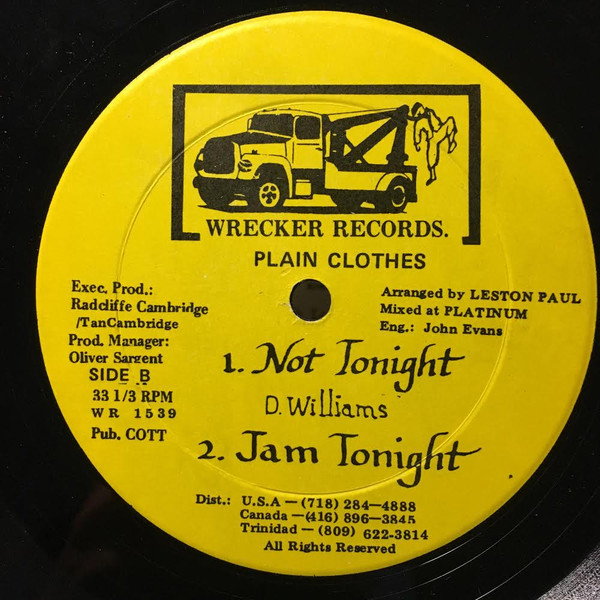 WRECKER RECORDS.
PLAIN CLOTHES
Exec. Prod.:
Radcliffe Cambridge
/TanCambridge
Prod. Manager:
Oliver Sargent
SIDE B
33 1/3 RPM
WR 1539
Pub. COTT
Arranged by LESTON PAUL
Mixed at PLATINUM
Eng.: John Evans
1. Not Tonight
D. Williams
2. Jam Tonight
Dist.: U.S.A — (718) 284—4888
Canada —(416) 896—3845
Trinidad — (809) 622-3814
All Rights Reserved